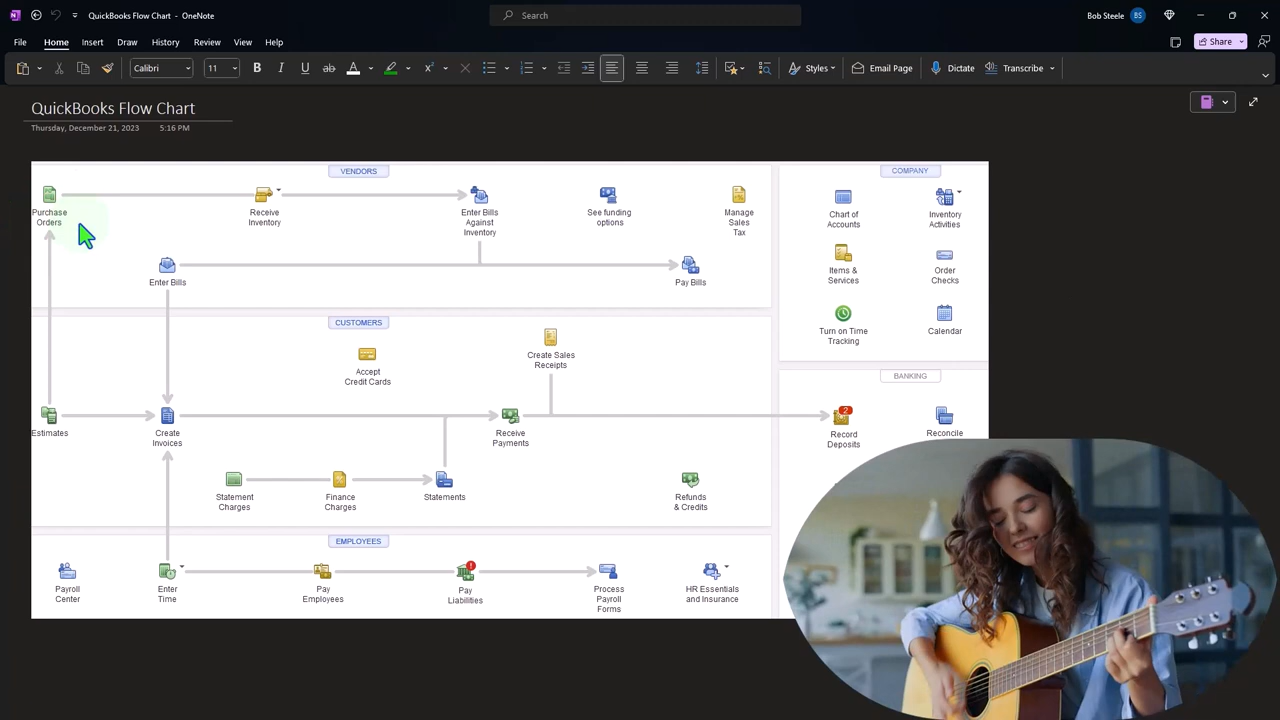 QuickBooks Flow Chart - OneNote
Search
Bob Steele
BS
File Home Insert Draw History Review View Help
Share
Calibri 11 B I U ab A Styles Email Page Dictate Transcribe
QuickBooks Flow Chart
Thursday, December 21, 2023 5:16 PM
VENDORS
Purchase
Orders
Receive
Inventory
Enter Bills
Against
Inventory
See funding
options
Manage
Sales
Tax
Enter Bills
Pay Bills
CUSTOMERS
Accept
Credit Cards
Create Sales
Receipts
Estimates
Create
Invoices
Receive
Payments
Statement
Charges
Finance
Charges
Statements
Refunds
& Credits
EMPLOYEES
Payroll
Center
Enter
Time
Pay
Employees
Pay
Liabilities
Process
Payroll
Forms
HR Essentials
and Insurance
COMPANY
Chart of
Accounts
Inventory
Activities
Items &
Services
Order
Checks
Turn on Time
Tracking
Calendar
BANKING
2
Record
Deposits
Reconcile